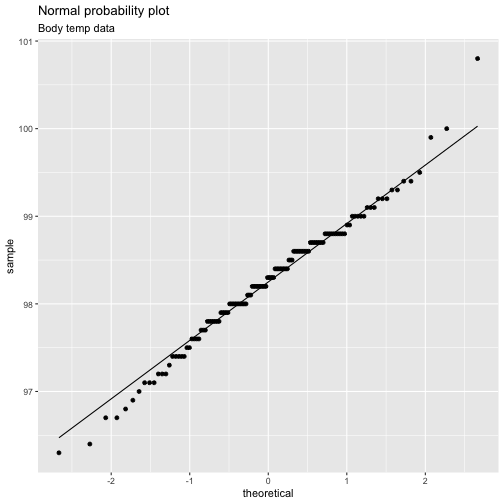 Normal probability plot
Body temp data
101
100
99
98
97
sample
-2
-1
0
1
2
theoretical